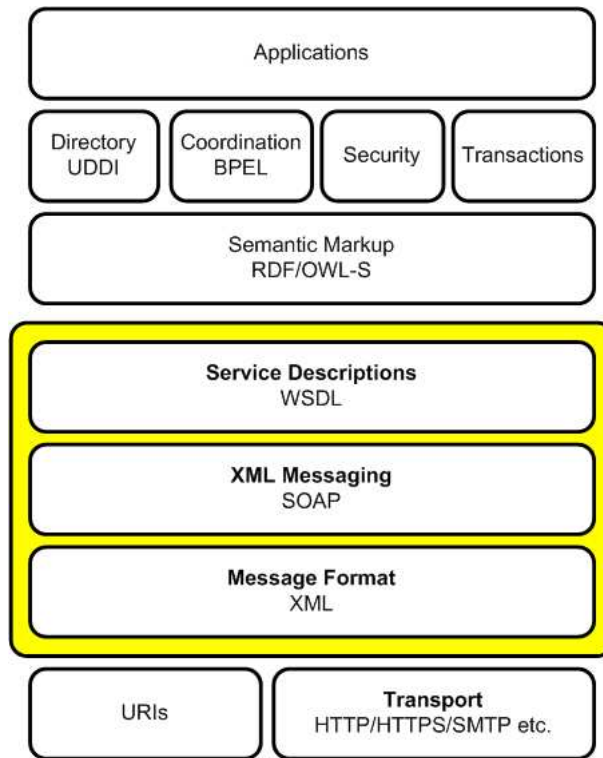 Applications
Directory
UDDI
Coordination
BPEL
Security
Transactions
Semantic Markup
RDF/OWL-S
Service Descriptions
WSDL
XML Messaging
SOAP
Message Format
XML
URIs
Transport
HTTP/HTTPS/SMTP etc.